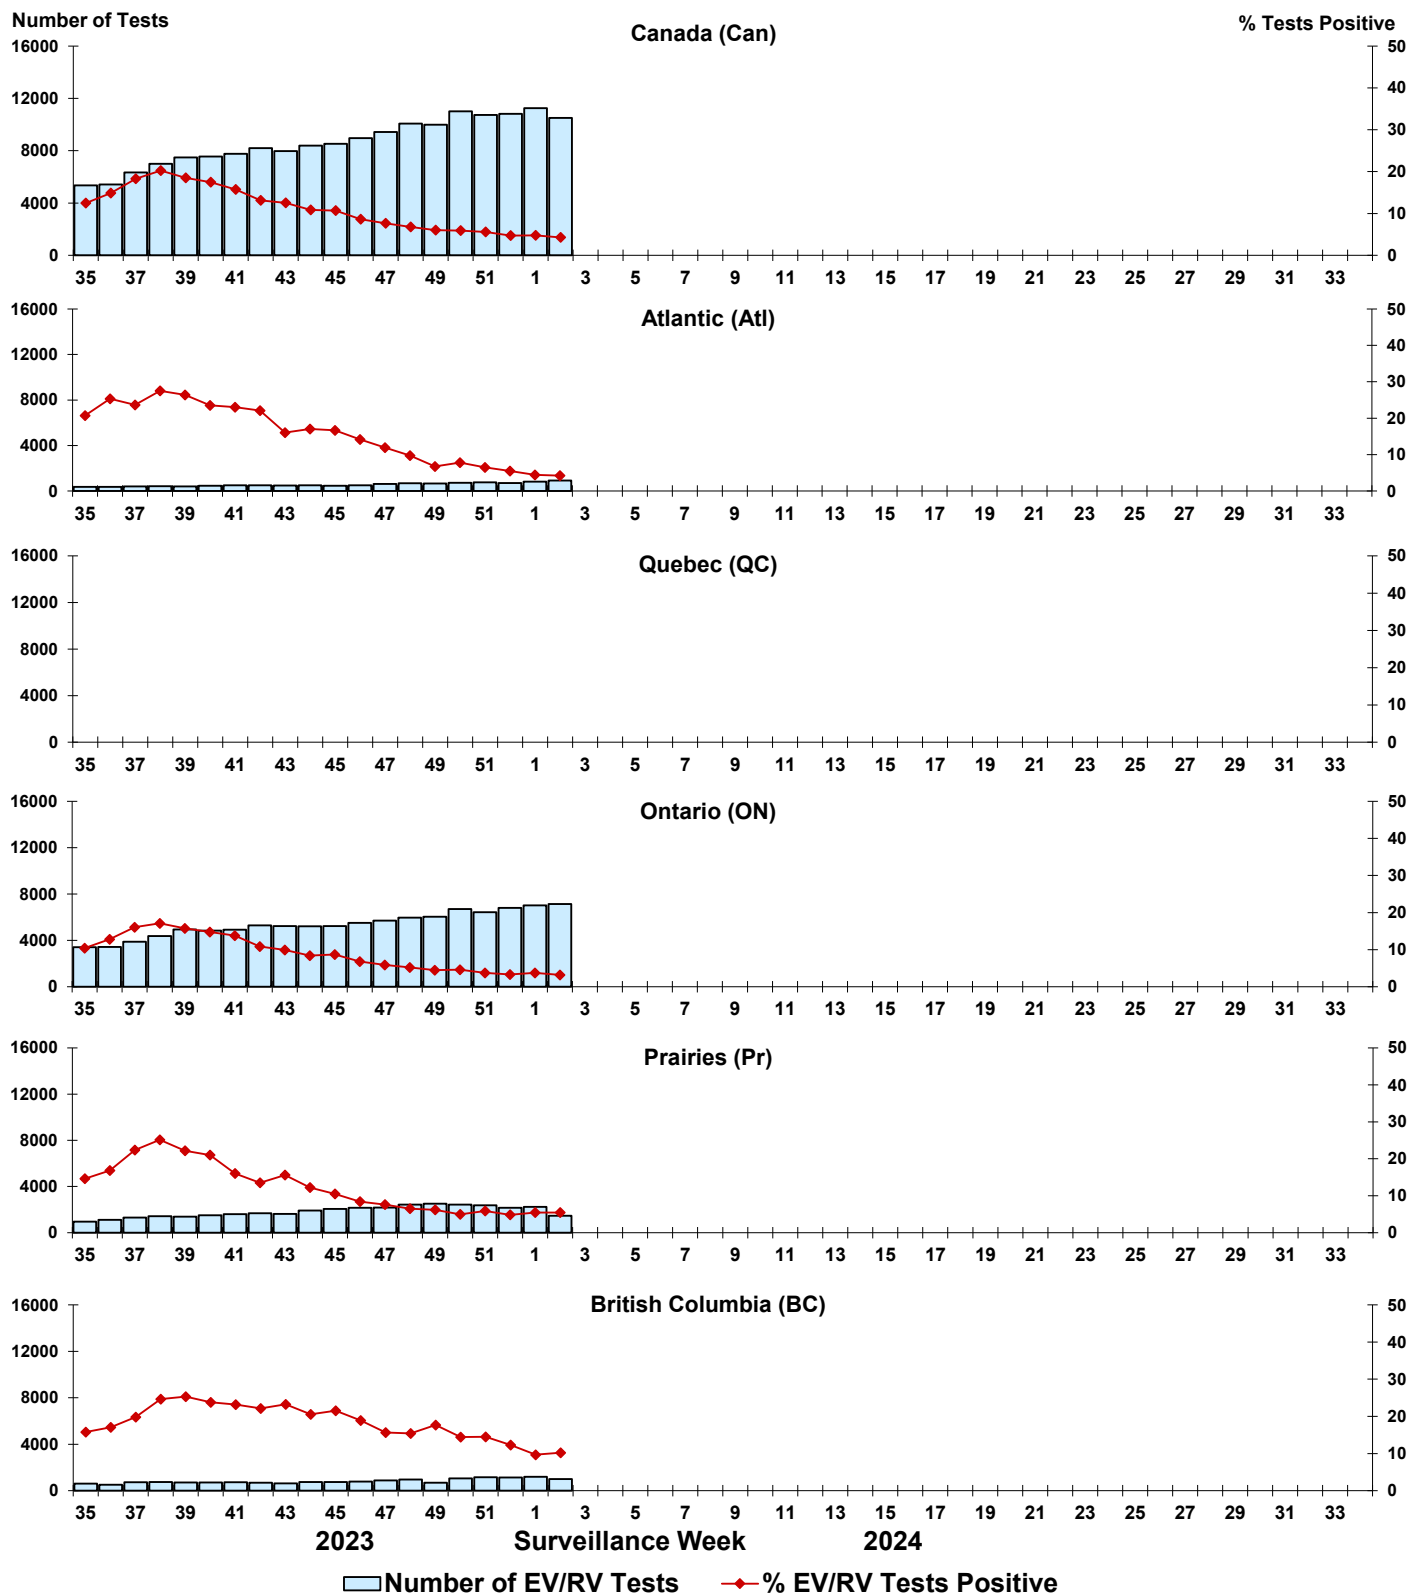 Number of Tests
% Tests Positive
Canada (Can)
16000 50
12000 40
30
8000
20
4000 10
0 0
35 37 39 41 43 45 47 49 51 1 3 5 7 9 11 13 15 17 19 21 23 25 27 29 31 33
Atlantic (Atl)
16000 50
12000 40
30
8000
20
4000 10
0 0
35 37 39 41 43 45 47 49 51 1 3 5 7 9 11 13 15 17 19 21 23 25 27 29 31 33
Quebec (QC)
16000 50
12000 40
30
8000
20
4000 10
0 0
35 37 39 41 43 45 47 49 51 1 3 5 7 9 11 13 15 17 19 21 23 25 27 29 31 33
Ontario (ON)
16000 50
12000 40
30
8000
20
4000 10
0 0
35 37 39 41 43 45 47 49 51 1 3 5 7 9 11 13 15 17 19 21 23 25 27 29 31 33
Prairies (Pr)
16000 50
12000 40
30
8000
20
4000 10
0 0
35 37 39 41 43 45 47 49 51 1 3 5 7 9 11 13 15 17 19 21 23 25 27 29 31 33
British Columbia (BC)
16000 50
12000 40
30
8000
20
4000 10
0 0
35 37 39 41 43 45 47 49 51 1 3 5 7 9 11 13 15 17 19 21 23 25 27 29 31 33
2023 Surveillance Week 2024
Number of EV/RV Tests % EV/RV Tests Positive